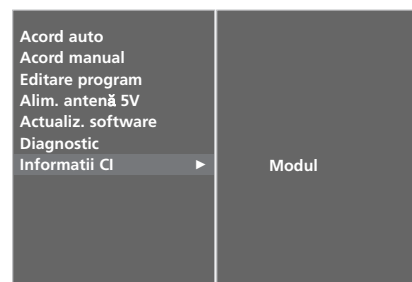 Acord auto
Acord manual
Editare program
Alim. antenă 5V
Actualiz. software
Diagnostic
Informatii CI ►
Modul